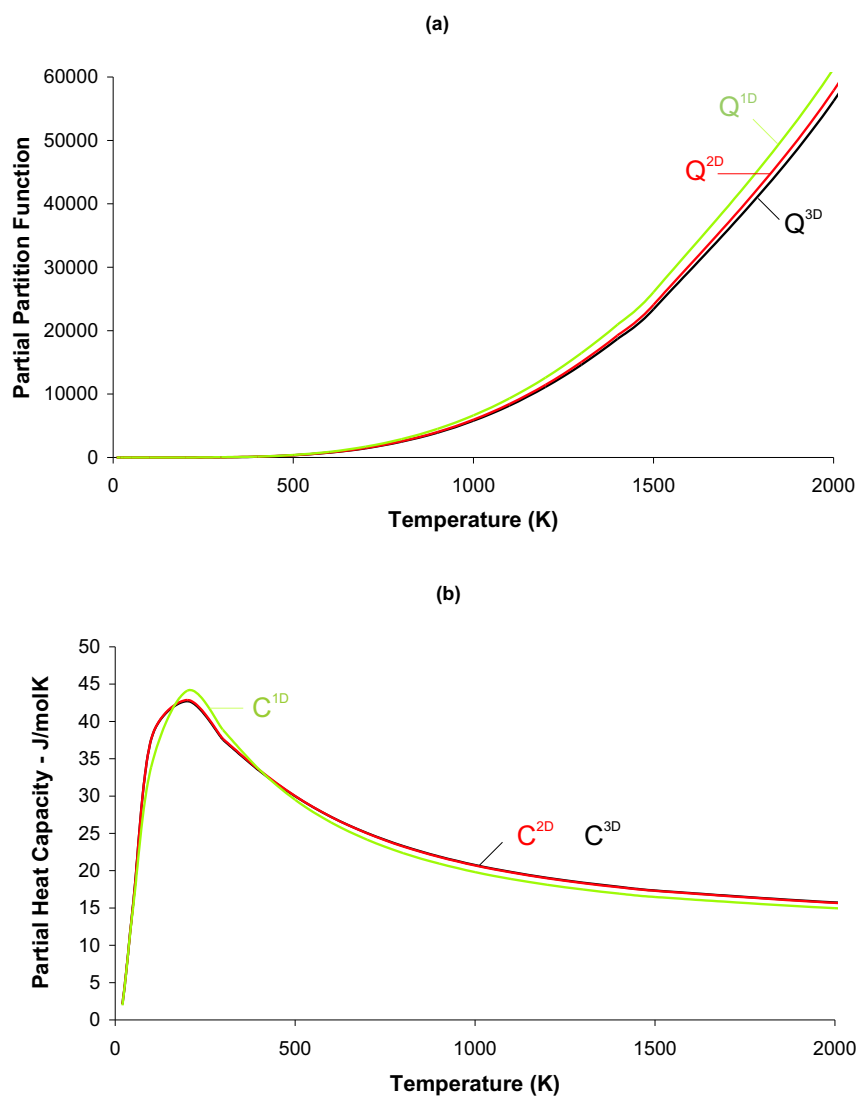 (a)
Partial Partition Function
60000
50000
40000
30000
20000
10000
0
Q1D
Q2D
Q3D
0 500 1000 1500 2000
Temperature (K)
(b)
Partial Heat Capacity - J/molK
50
45
40
35
30
25
20
15
10
5
0
C1D
C2D C3D
0 500 1000 1500 2000
Temperature (K)